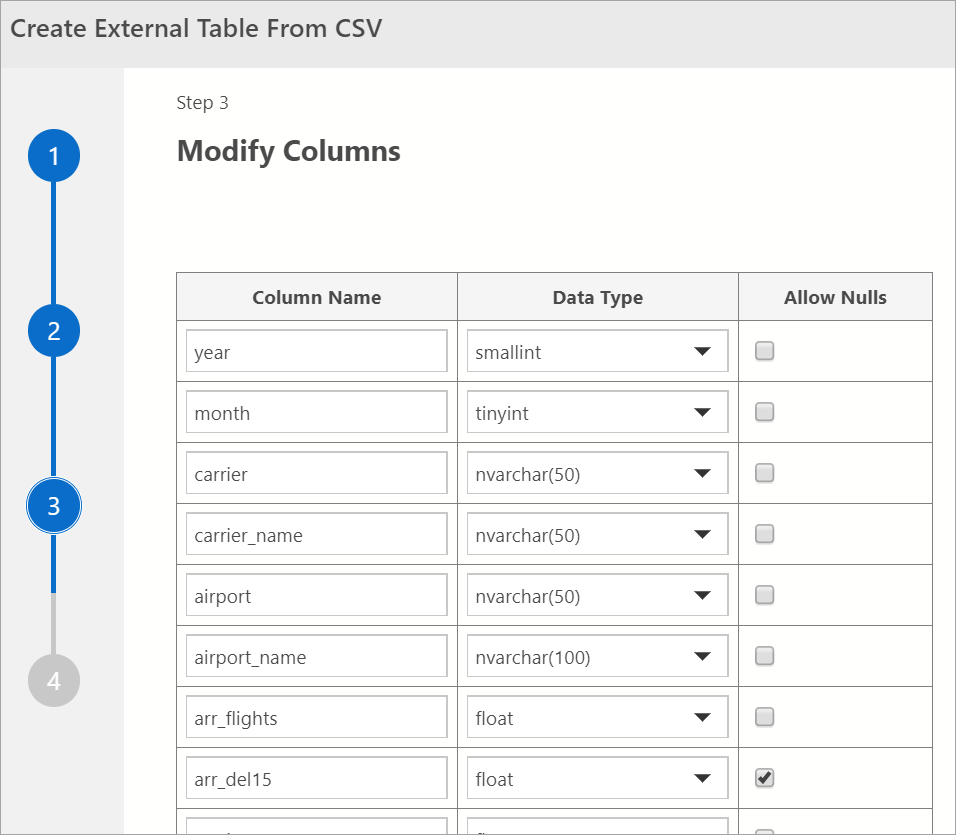 Create External Table From CSV
Step 3
Modify Columns
1
2
3
4
Column Name Data Type Allow Nulls
year smallint
month tinyint
carrier nvarchar(50)
carrier_name nvarchar(50)
airport nvarchar(50)
airport_name nvarchar(100)
arr_flights float
arr_del15 float